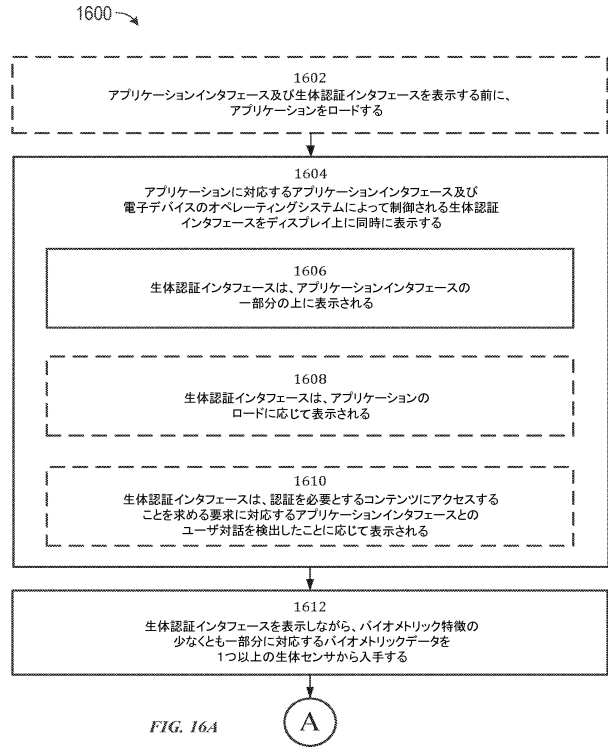 1600
1602
アプリケーションインタフェース及び生体認証インタフェースを表示する前に、
アプリケーションをロードする
1604
アプリケーションに対応するアプリケーションインタフェース及び
電子デバイスのオペレーティングシステムによって制御される生体認証
インタフェースをディスプレイ上に同時に表示する
1606
生体認証インタフェースは、アプリケーションインタフェースの
一部分の上に表示される
1608
生体認証インタフェースは、アプリケーションの
ロードに応じて表示される
1610
生体認証インタフェースは、認証を必要とするコンテンツにアクセスする
ことを求める要求に対応するアプリケーションインタフェースとの
ユーザ対話を検出したことに応じて表示される
1612
生体認証インタフェースを表示しながら、バイオメトリック特徴の
少なくとも一部分に対応するバイオメトリックデータを
1つ以上の生体センサから入手する
A
FIG. 16A